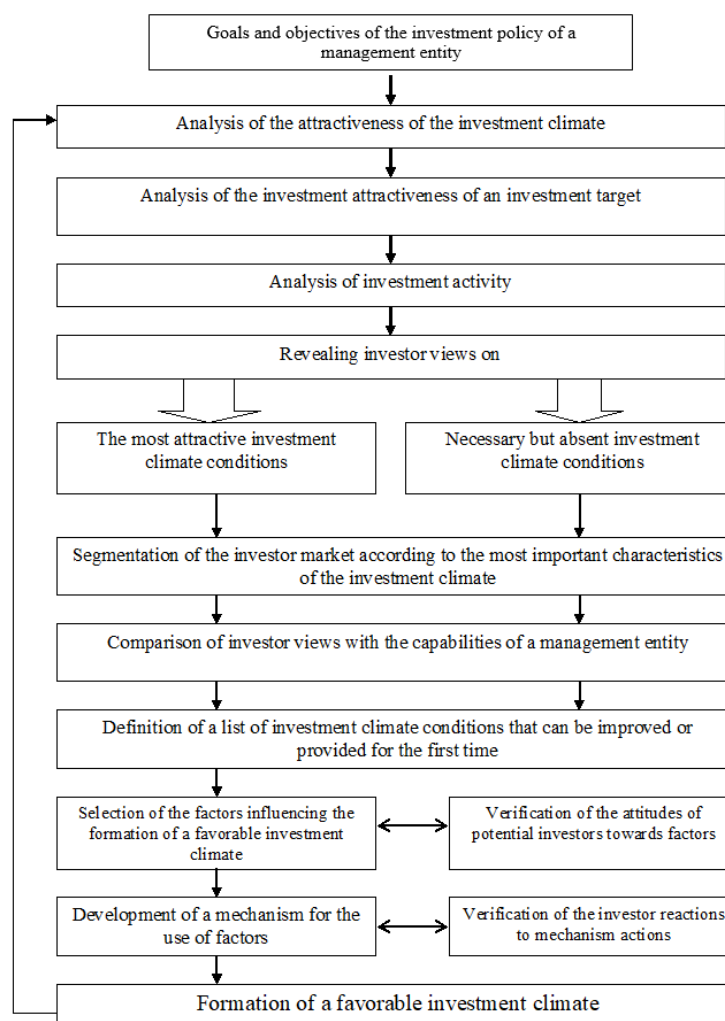 Goals and objectives of the investment policy of a
management entity
Analysis of the attractiveness of the investment climate
Analysis of the investment attractiveness of an investment target
Analysis of investment activity
Revealing investor views on
The most attractive investment
climate conditions
Necessary but absent investment
climate conditions
Segmentation of the investor market according to the most important characteristics
of the investment climate
Comparison of investor views with the capabilities of a management entity
Definition of a list of investment climate conditions that can be improved or
provided for the first time
Selection of the factors influencing the
formation of a favorable investment
climate
Verification of the attitudes of
potential investors towards factors
Development of a mechanism for the
use of factors
Verification of the investor reactions
to mechanism actions
Formation of a favorable investment climate